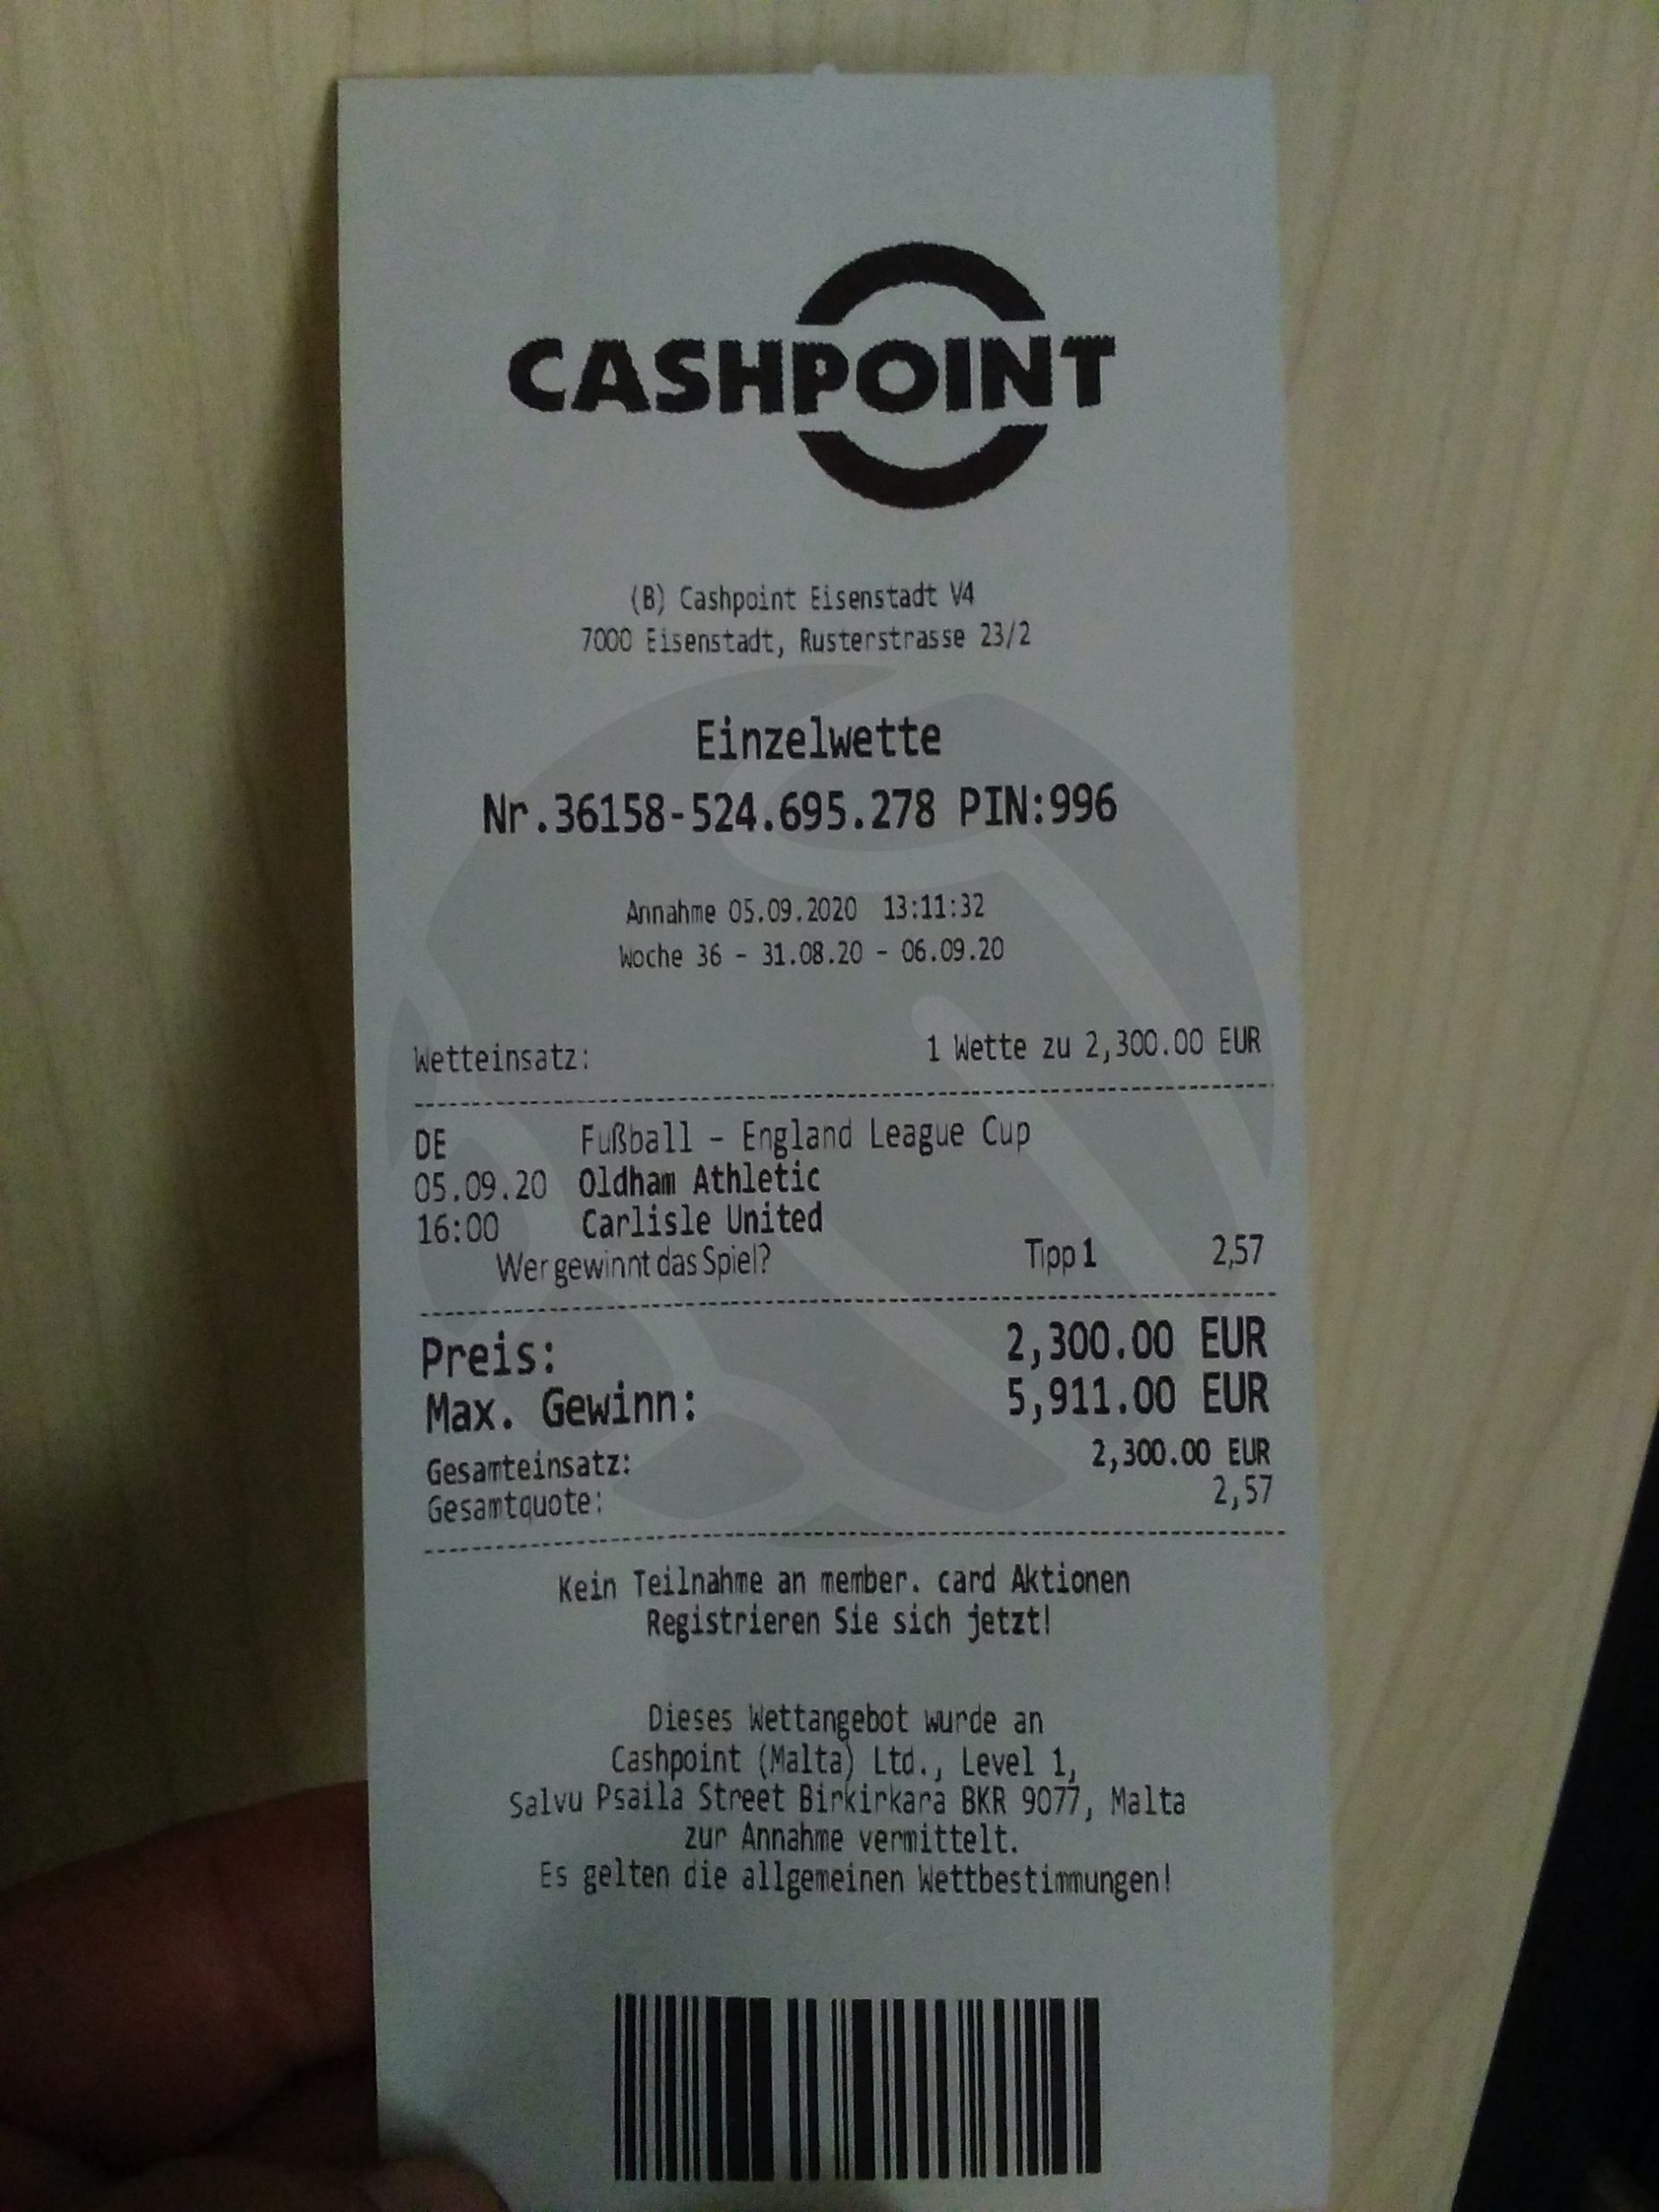 CASHPOINT
(B) Cashpoint Eisenstadt V4
7000 Eisenstadt, Rusterstrasse 23/2
Einzelwette
Nr.36158-524.695.278 PIN:996
Annahme 05.09.2020 13:11:32
Woche 36 - 31.08.20 - 06.09.20
Wetteinsatz: 1 Wette zu 2,300.00 EUR
DE Fußball - England League Cup
05.09.20 Oldham Athletic
16:00 Carlisle United
Wer gewinnt das Spiel? Tipp 1 2,57
Preis: 2,300.00 EUR
Max. Gewinn: 5,911.00 EUR
Gesamteinsatz: 2,300.00 EUR
Gesamtquote: 2,57
Kein Teilnahme an member. card Aktionen
Registrieren Sie sich jetzt!
Dieses Wettangebot wurde an
Cashpoint (Malta) Ltd., Level 1,
Salvu Psaila Street Birkirkara BKR 9077, Malta
zur Annahme vermittelt.
Es gelten die allgemeinen Wettbestimmungen!